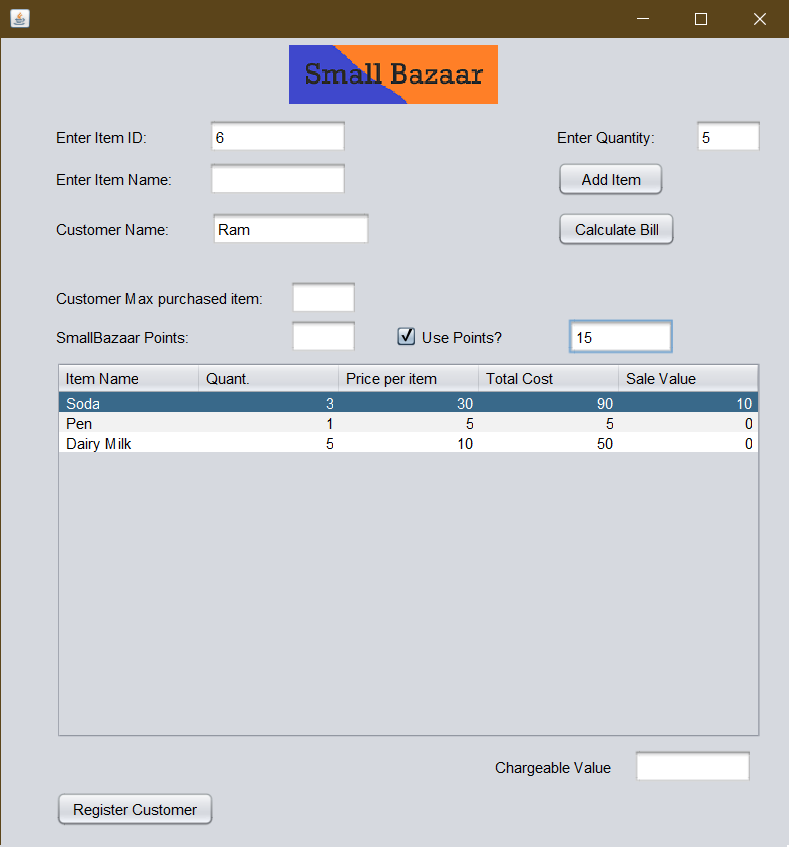 Small Bazaar
Enter Item ID: 6 Enter Quantity: 5
Enter Item Name: Add Item
Customer Name: Ram Calculate Bill
Customer Max purchased item:
SmallBazaar Points: Use Points? 15
Item Name Quant. Price per item Total Cost Sale Value
Soda 3 30 90 10
Pen 1 5 5 0
Dairy Milk 5 10 50 0
Chargeable Value
Register Customer